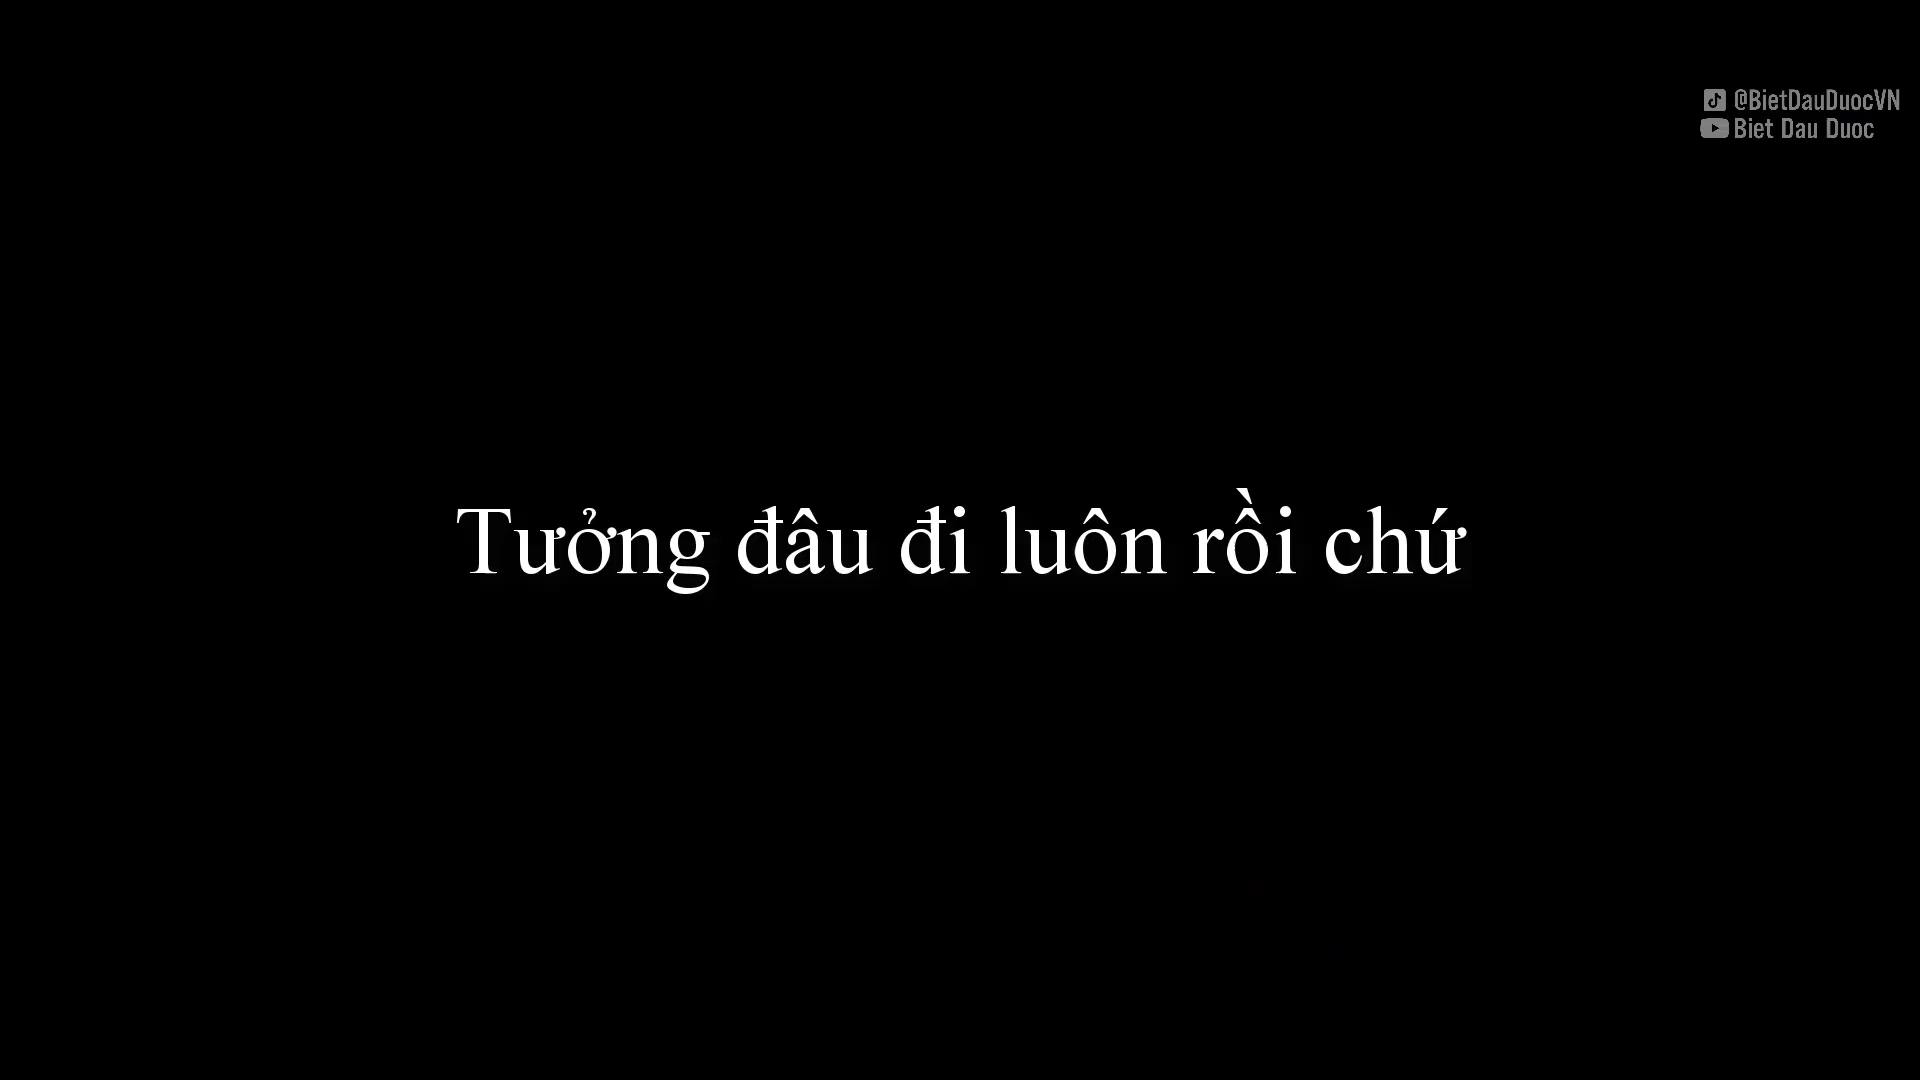 @BietDauDuocVN
Biet Dau Duoc
Tưởng đâu đi luôn rồi chứ